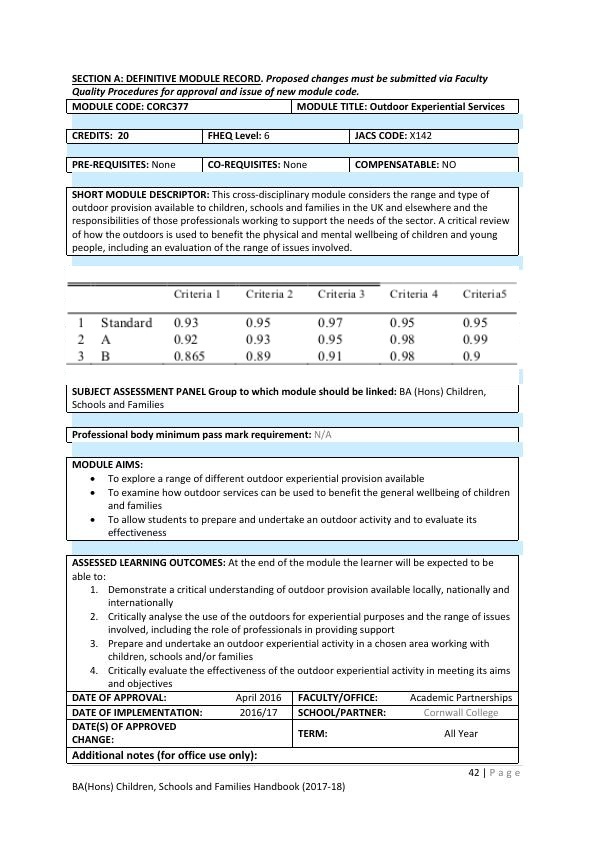 SECTION A: DEFINITIVE MODULE RECORD. Proposed changes must be submitted via Faculty
Quality Procedures for approval and issue of new module code.
MODULE CODE: CORC377 MODULE TITLE: Outdoor Experiential Services
CREDITS: 20 FHEQ Level: 6 JACS CODE: X142
PRE-REQUISITES: None CO-REQUISITES: None COMPENSATABLE: NO
SHORT MODULE DESCRIPTOR: This cross-disciplinary module considers the range and type of
outdoor provision available to children, schools and families in the UK and elsewhere and the
responsibilities of those professionals working to support the needs of the sector. A critical review
of how the outdoors is used to benefit the physical and mental wellbeing of children and young
people, including an evaluation of the range of issues involved.
Criteria 1 Criteria 2 Criteria 3 Criteria 4 Criteria5
1 Standard 0.93 0.95 0.97 0.95 0.95
2 A 0.92 0.93 0.95 0.98 0.99
3 B 0.865 0.89 0.91 0.98 0.9
SUBJECT ASSESSMENT PANEL Group to which module should be linked: BA (Hons) Children,
Schools and Families
Professional body minimum pass mark requirement: N/A
MODULE AIMS:
• To explore a range of different outdoor experiential provision available
• To examine how outdoor services can be used to benefit the general wellbeing of children
and families
• To allow students to prepare and undertake an outdoor activity and to evaluate its
effectiveness
ASSESSED LEARNING OUTCOMES: At the end of the module the learner will be expected to be
able to:
1. Demonstrate a critical understanding of outdoor provision available locally, nationally and
internationally
2. Critically analyse the use of the outdoors for experiential purposes and the range of issues
involved, including the role of professionals in providing support
3. Prepare and undertake an outdoor experiential activity in a chosen area working with
children, schools and/or families
4. Critically evaluate the effectiveness of the outdoor experiential activity in meeting its aims
and objectives
DATE OF APPROVAL: April 2016 FACULTY/OFFICE: Academic Partnerships
DATE OF IMPLEMENTATION: 2016/17 SCHOOL/PARTNER: Cornwall College
DATE(S) OF APPROVED
CHANGE: TERM: All Year
Additional notes (for office use only):
42 | Page
BA(Hons) Children, Schools and Families Handbook (2017-18)